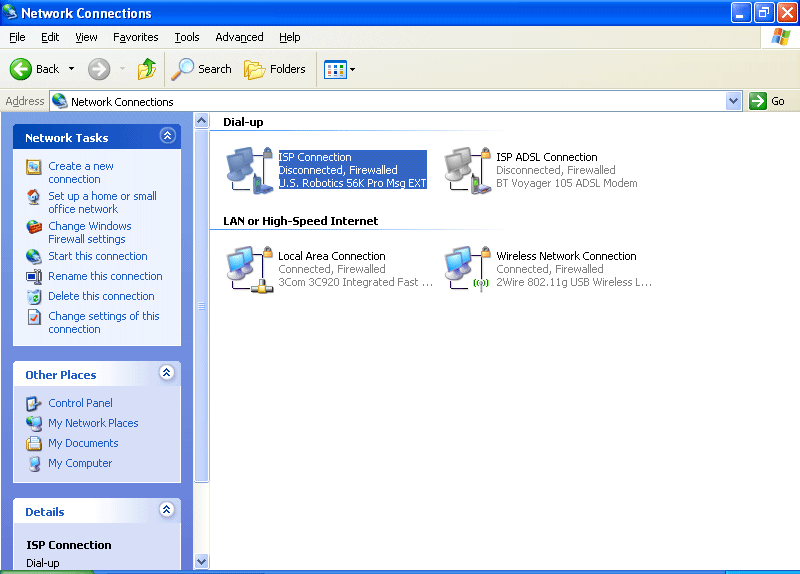 Network Connections
File Edit View Favorites Tools Advanced Help
Back Search Folders
Address Network Connections Go
Network Tasks
Create a new
connection
Set up a home or small
office network
Change Windows
Firewall settings
Start this connection
Rename this connection
Delete this connection
Change settings of this
connection
Other Places
Control Panel
My Network Places
My Documents
My Computer
Details
ISP Connection
Dial-up
Dial-up
ISP Connection
Disconnected, Firewalled
U.S. Robotics 56K Pro Msg EXT
ISP ADSL Connection
Disconnected, Firewalled
BT Voyager 105 ADSL Modem
LAN or High-Speed Internet
Local Area Connection
Connected, Firewalled
3Com 3C920 Integrated Fast ...
Wireless Network Connection
Connected, Firewalled
2Wire 802.11g USB Wireless L...